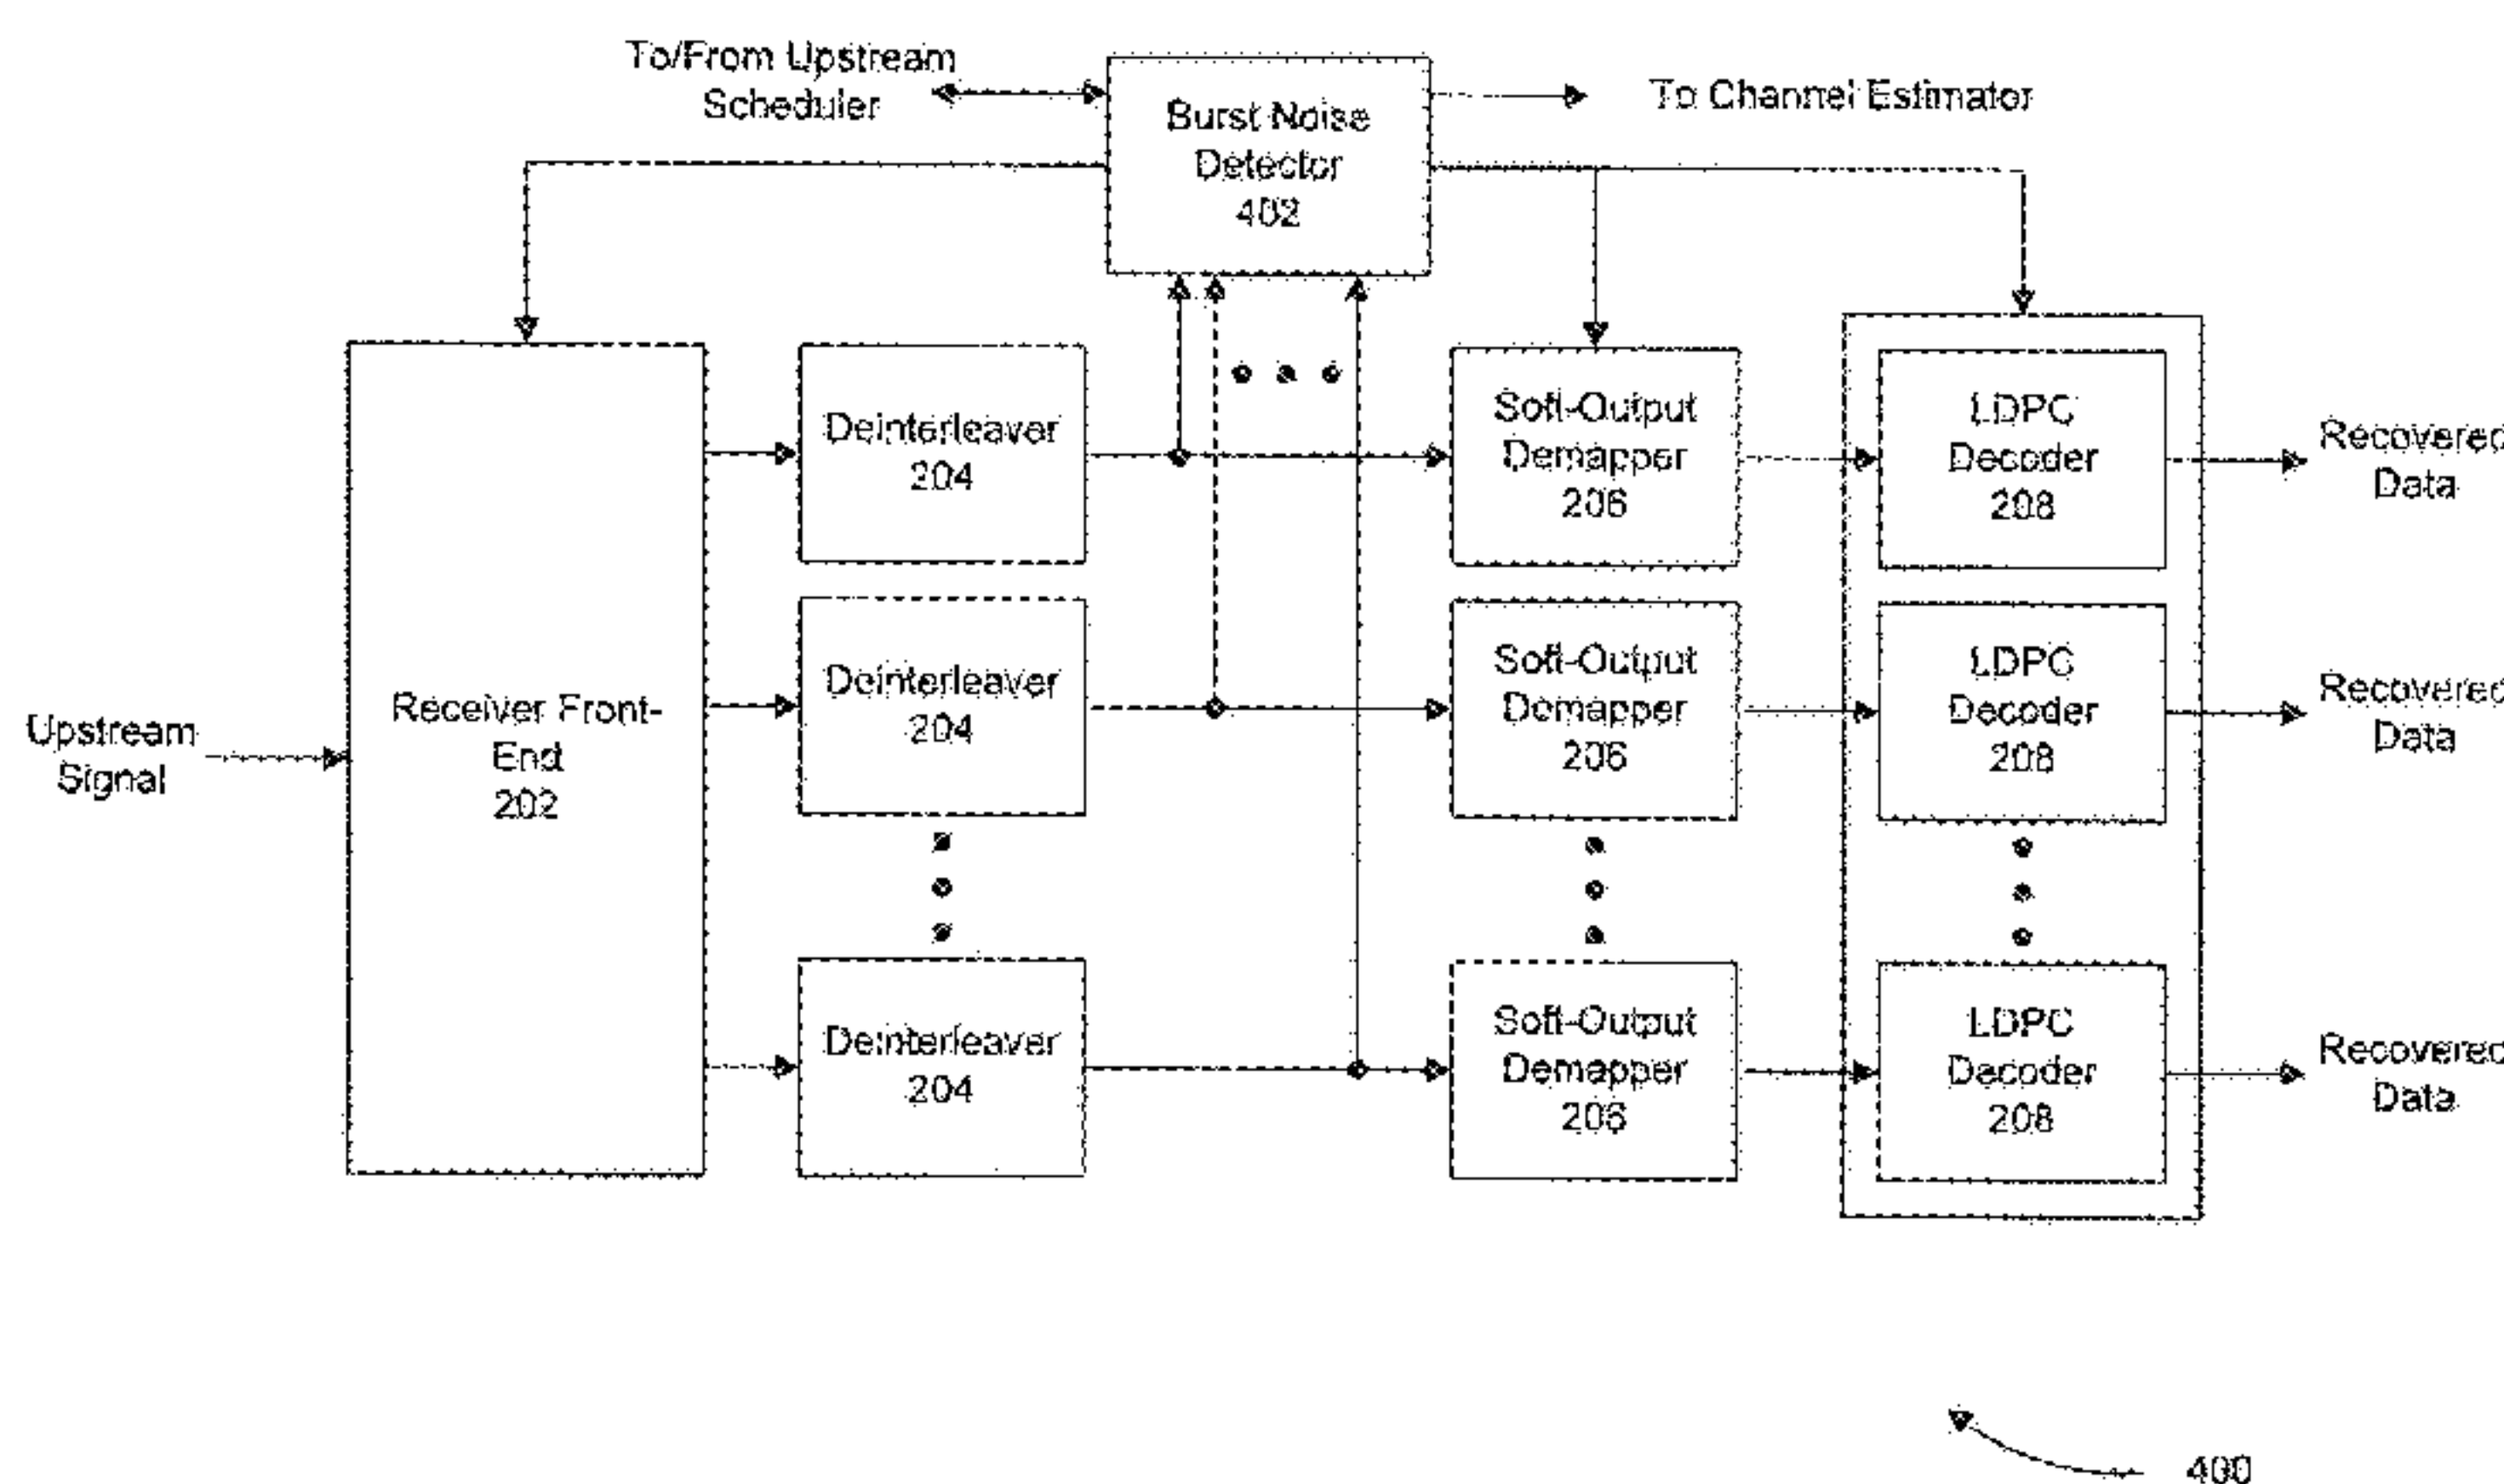 To/From Upstream
Scheduler
Burst Noise
Detector
402
To Channel Estimator
Upstream
Signal
Receiver Front-
End
202
Deinterleaver
204
Soft-Output
Demapper
206
LDPC
Decoder
208
Recovered
Data
Deinterleaver
204
Soft-Output
Demapper
206
LDPC
Decoder
208
Recovered
Data
Deinterleaver
204
Soft-Output
Demapper
206
LDPC
Decoder
208
Recovered
Data
400